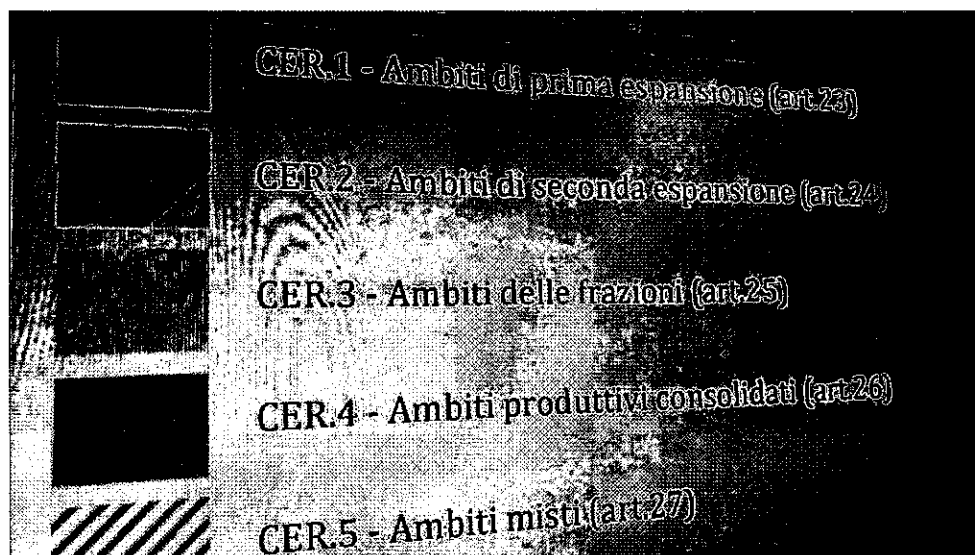 CER.1 - Ambiti di prima espansione (art.23)
CER.2 - Ambiti di seconda espansione (art.24)
CER.3 - Ambiti delle frazioni (art.25)
CER.4 - Ambiti produttivi consolidati (art.26)
CER.5 - Ambiti misti (art.27)